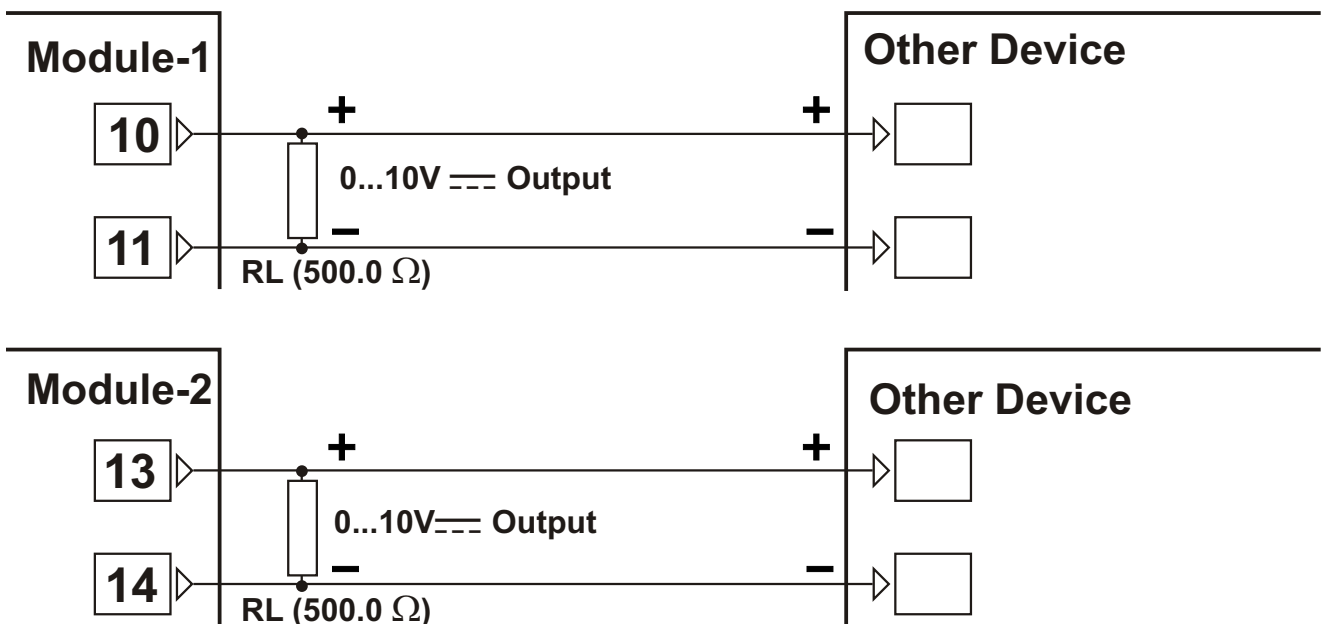 Module-1
Other Device
10
+
+
0...10V ⎓ Output
11
−
−
RL (500.0 Ω)
Module-2
Other Device
13
+
+
0...10V⎓ Output
14
−
−
RL (500.0 Ω)